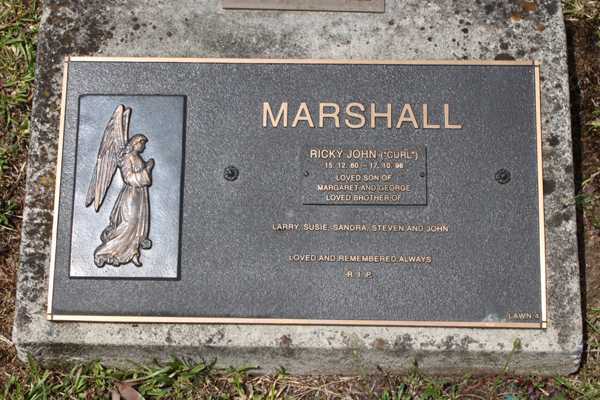 MARSHALL
RICKY JOHN ("CURL")
15. 12. 60 – 17. 10. 98
LOVED SON OF
MARGARET AND GEORGE
LOVED BROTHER OF
LARRY, SUSIE, SANDRA, STEVEN AND JOHN
LOVED AND REMEMBERED ALWAYS
R. I. P.
LAWN 4